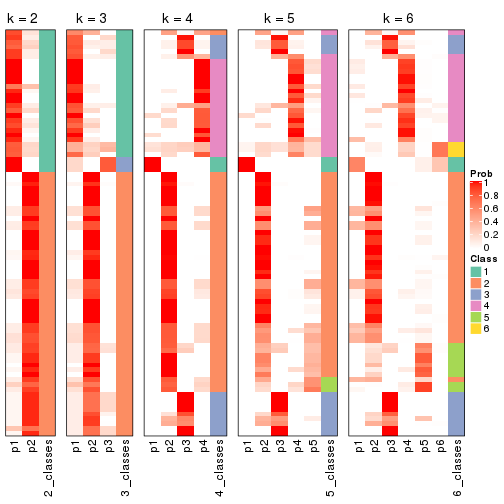 k = 2
k = 3
k = 4
k = 5
k = 6
p1 p2 2_classes
p1 p2 p3 3_classes
p1 p2 p3 p4 4_classes
p1 p2 p3 p4 p5 5_classes
p1 p2 p3 p4 p5 p6 6_classes
Prob
1
0.8
0.6
0.4
0.2
0
Class
1
2
3
4
5
6